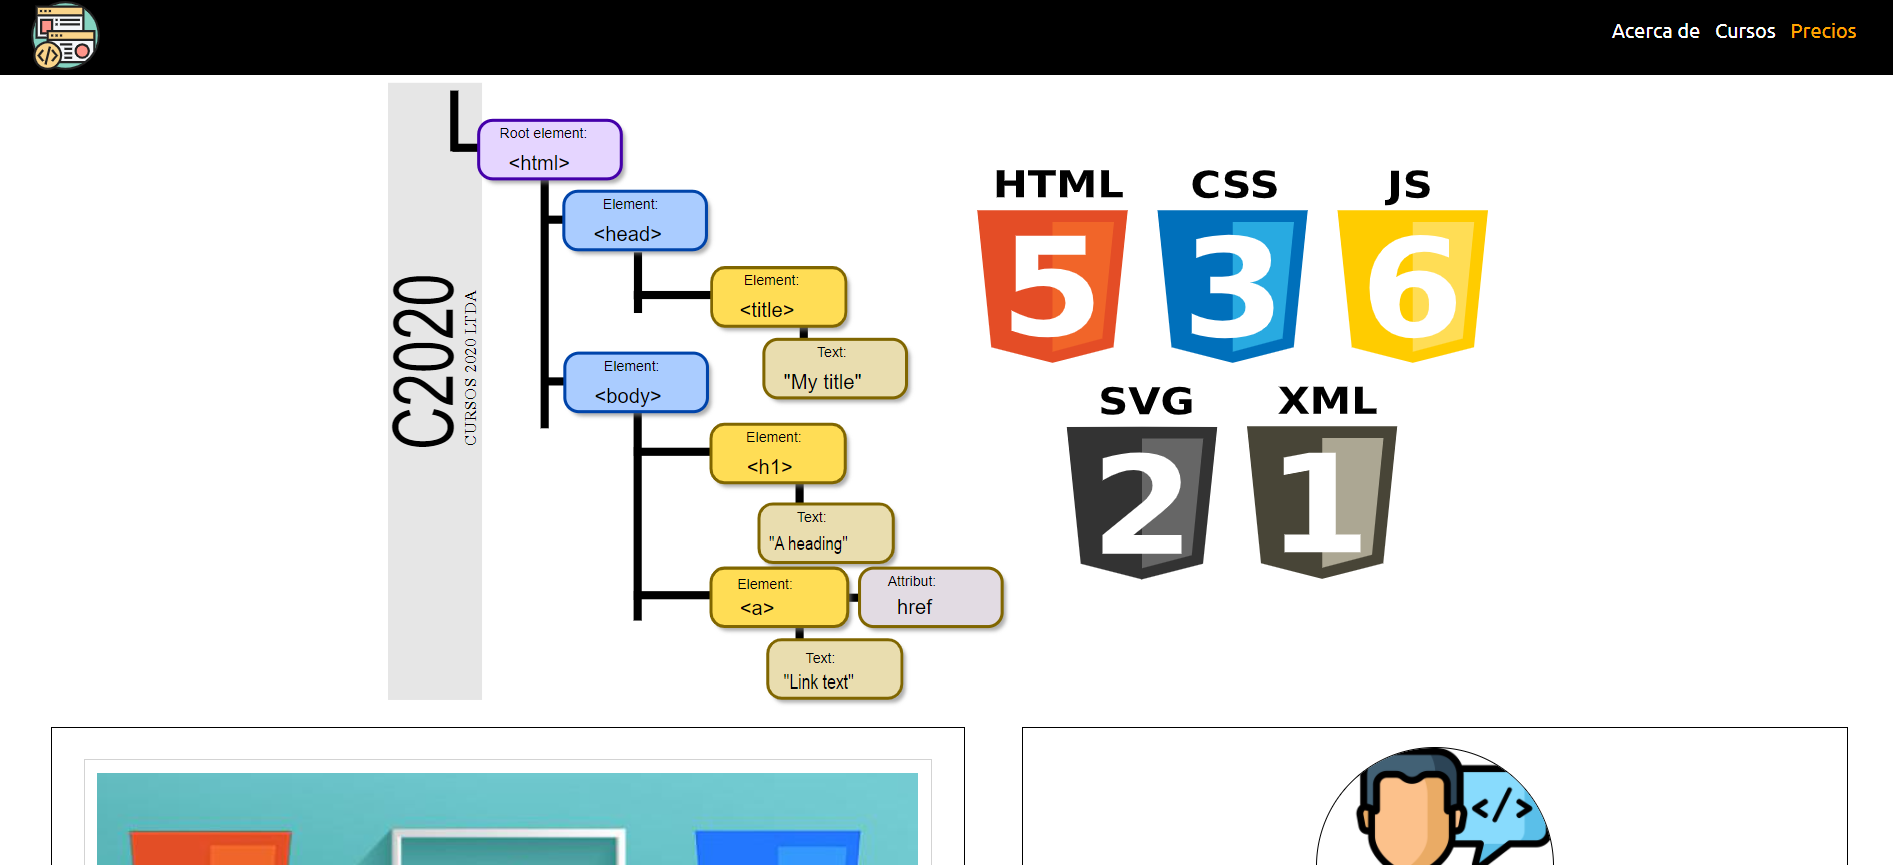 </>
Acerca de Cursos Precios
C2020
CURSOS 2020 LTDA
Root element:
<html>
Element:
<head>
Element:
<title>
Text:
"My title"
Element:
<body>
Element:
<h1>
Text:
"A heading"
Element:
<a>
Attribut:
href
Text:
"Link text"
HTML CSS JS
5 3 6
SVG XML
2 1
</>